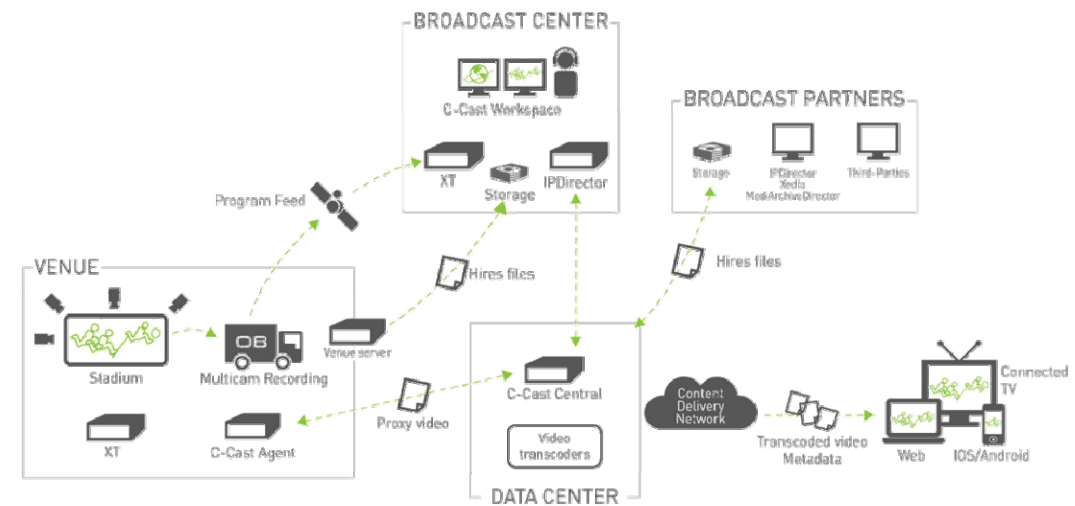 BROADCAST CENTER
C-Cast Workspace
XT
Storage
IPDirector
BROADCAST PARTNERS
Storage
IPDirector
Xedio
MediArchiveDirector
Third-Parties
Program Feed
Hires files
Hires files
VENUE
OB
Stadium
Multicam Recording
Venue server
XT
C-Cast Agent
Proxy video
C-Cast Central
Video
transcoders
DATA CENTER
Content
Delivery
Network
Transcoded video
Metadata
Connected
TV
Web
IOS/Android